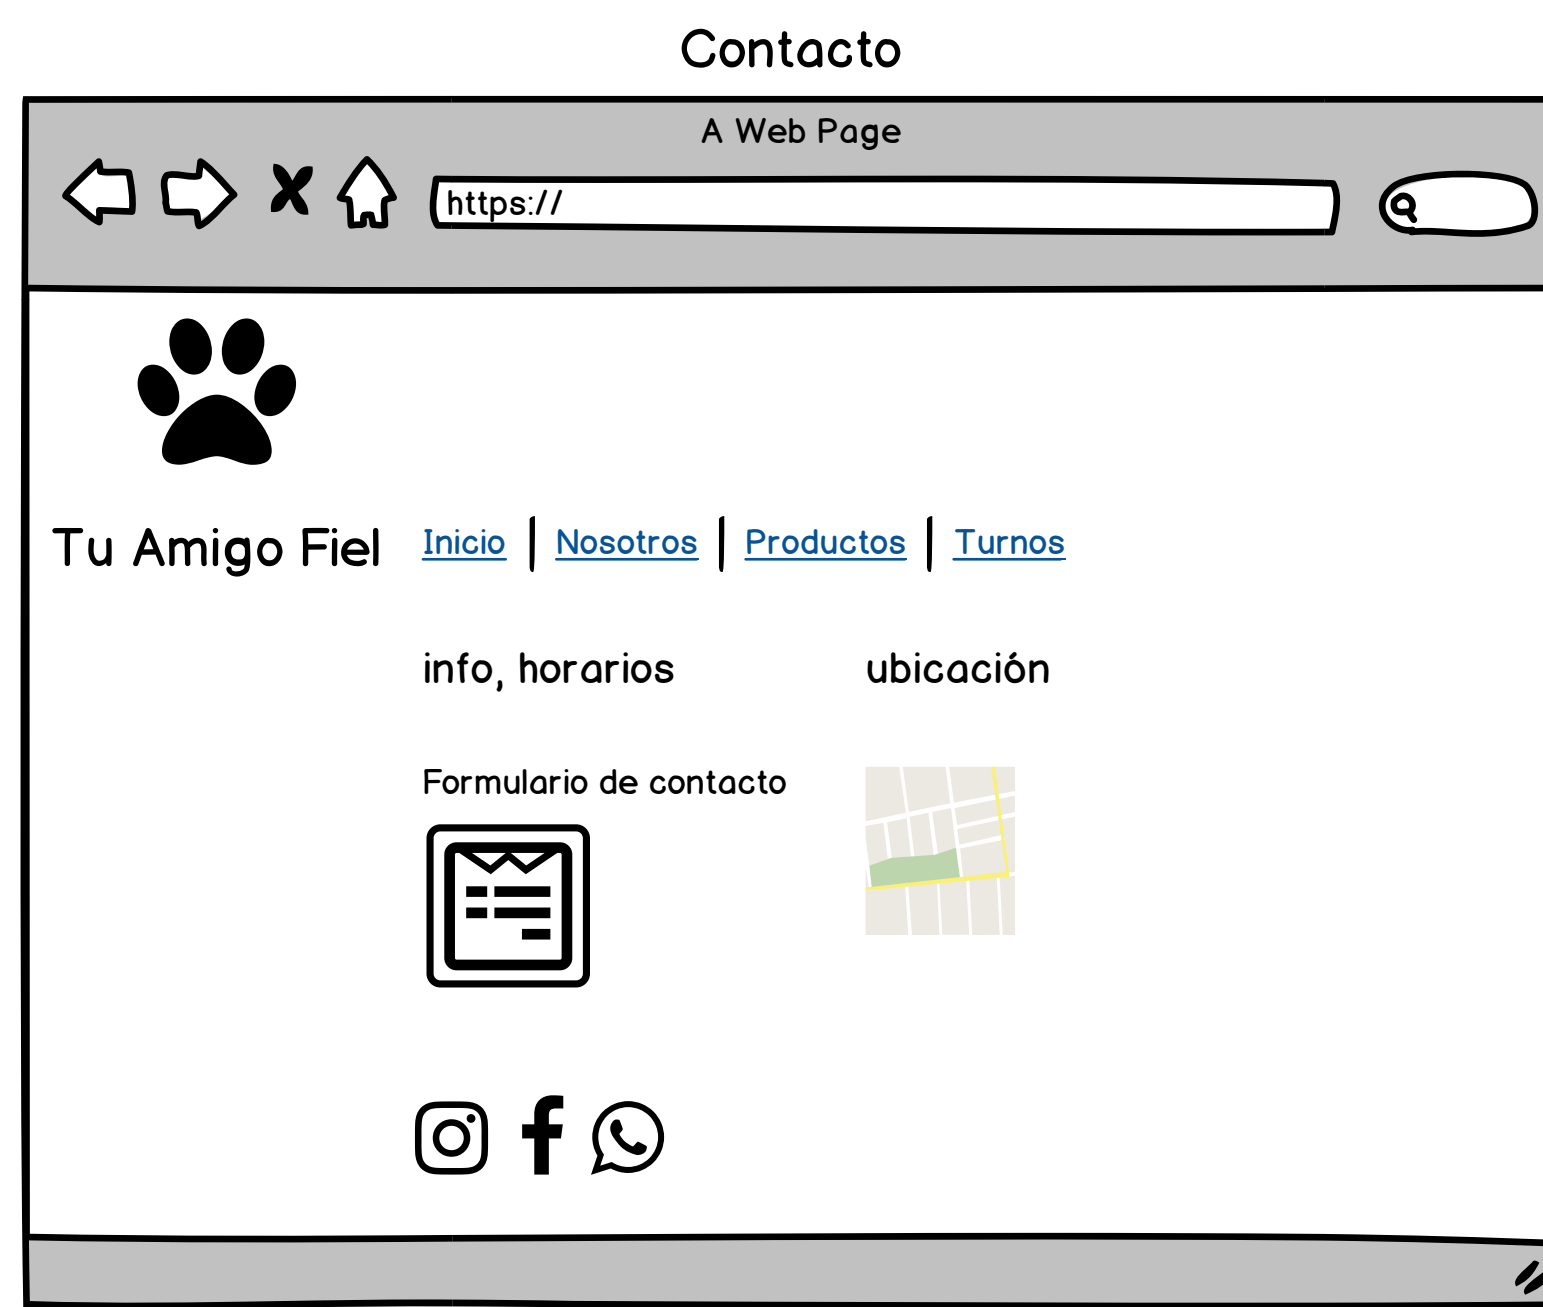 Contacto
A Web Page
https://
Tu Amigo Fiel
Inicio | Nosotros | Productos | Turnos
info, horarios
ubicación
Formulario de contacto